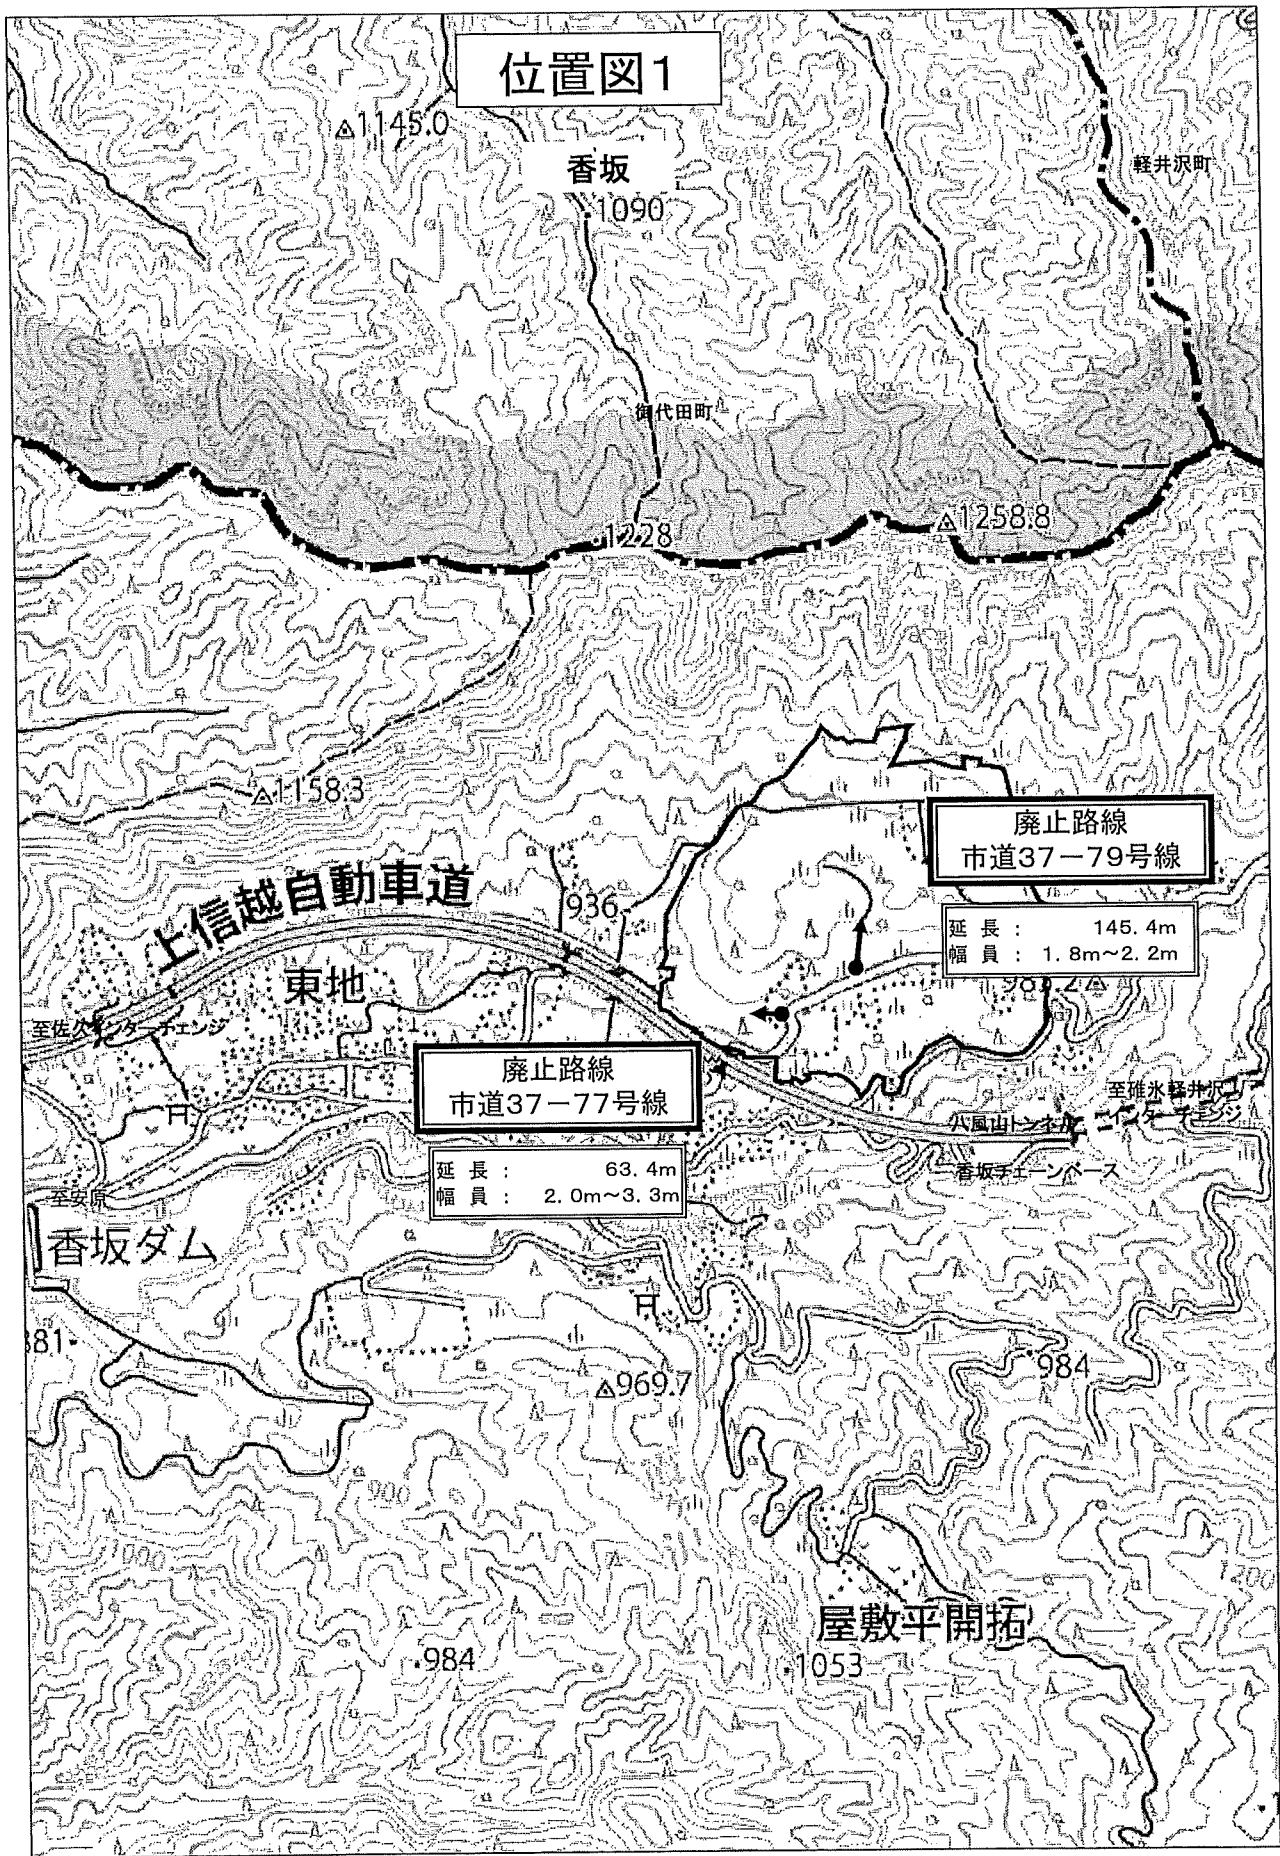 位置図1
1145.0
香坂
1090
軽井沢町
御代田町
1258.8
1228
1158.3
廃止路線
市道37－79号線
延長： 145.4m
幅員： 1.8m～2.2m
上信越自動車道
936
東地
至佐久インターチェンジ
廃止路線
市道37－77号線
延長： 63.4m
幅員： 2.0m～3.3m
至碓氷軽井沢
インターチェンジ
八風山トンネル
香坂チェーンベース
至安原
香坂ダム
900
881
984
969.7
900
1000
1200
屋敷平開拓
984
1053